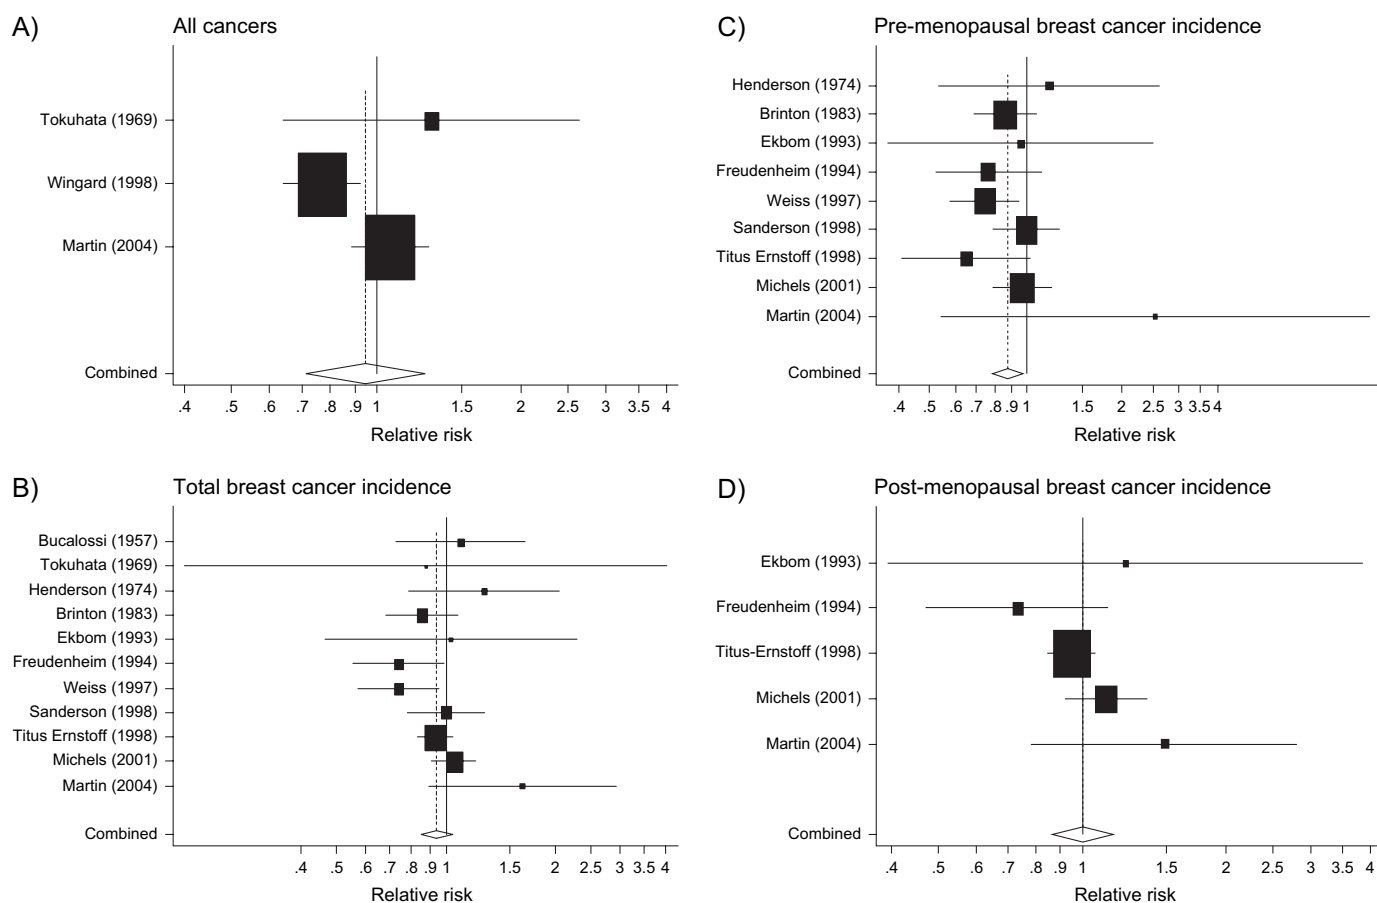 A)
All cancers
Tokuhata (1969)
Wingard (1998)
Martin (2004)
Combined
.4 .5 .6 .7 .8 .9 1 1.5 2 2.5 3 3.5 4
Relative risk
B)
Total breast cancer incidence
Bucalossi (1957)
Tokuhata (1969)
Henderson (1974)
Brinton (1983)
Ekbom (1993)
Freudenheim (1994)
Weiss (1997)
Sanderson (1998)
Titus Ernstoff (1998)
Michels (2001)
Martin (2004)
Combined
.4 .5 .6 .7 .8 .9 1 1.5 2 2.5 3 3.5 4
Relative risk
C)
Pre-menopausal breast cancer incidence
Henderson (1974)
Brinton (1983)
Ekbom (1993)
Freudenheim (1994)
Weiss (1997)
Sanderson (1998)
Titus Ernstoff (1998)
Michels (2001)
Martin (2004)
Combined
.4 .5 .6 .7 .8 .9 1 1.5 2 2.5 3 3.5 4
Relative risk
D)
Post-menopausal breast cancer incidence
Ekbom (1993)
Freudenheim (1994)
Titus-Ernstoff (1998)
Michels (2001)
Martin (2004)
Combined
.4 .5 .6 .7 .8 .9 1 1.5 2 2.5 3 3.5 4
Relative risk